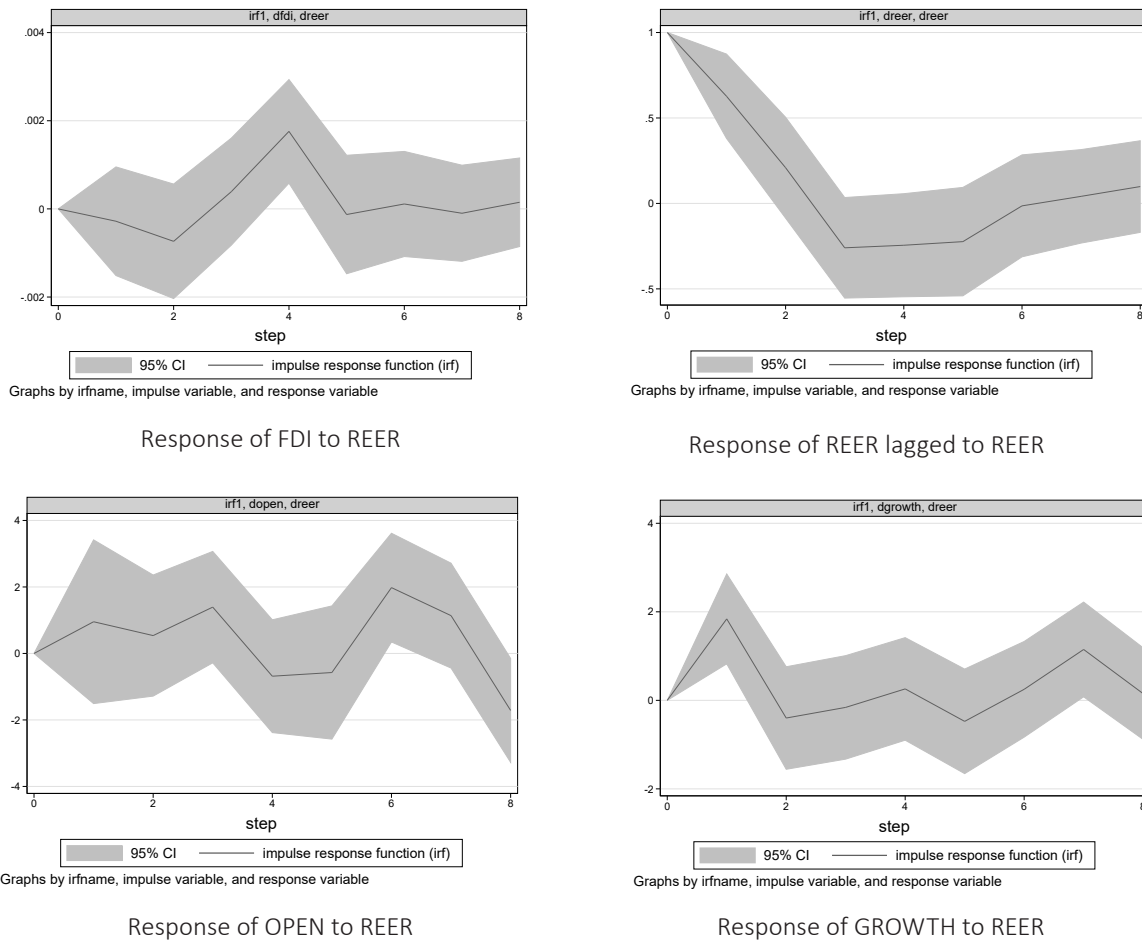 irf1, dfdi, dreer
.004
.002
0
-.002
0 2 4 6 8
step
95% CI impulse response function (irf)
Graphs by irfname, impulse variable, and response variable
Response of FDI to REER
irf1, dreer, dreer
1
.5
0
-.5
0 2 4 6 8
step
95% CI impulse response function (irf)
Graphs by irfname, impulse variable, and response variable
Response of REER lagged to REER
irf1, dopen, dreer
4
2
0
-2
-4
0 2 4 6 8
step
95% CI impulse response function (irf)
Graphs by irfname, impulse variable, and response variable
Response of OPEN to REER
irf1, dgrowth, dreer
4
2
0
-2
0 2 4 6 8
step
95% CI impulse response function (irf)
Graphs by irfname, impulse variable, and response variable
Response of GROWTH to REER